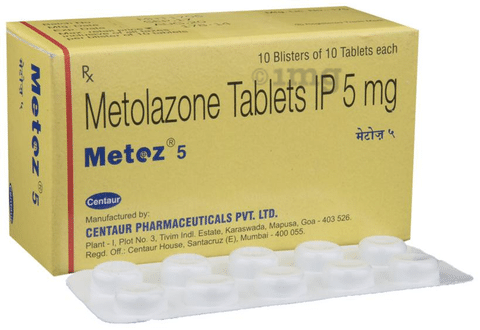 10 Blisters of 10 Tablets each
Rx
1mg
Metolazone Tablets IP 5 mg
Metoz® 5
मेटोज़ ५
Centaur
Manufactured by:
CENTAUR PHARMACEUTICALS PVT. LTD.
Plant - I, Plot No. 3, Tivim Indl. Estate, Karaswada, Mapusa, Goa - 403 526.
Regd. Off.: Centaur House, Santacruz (E), Mumbai - 400 055.
Metoz® 5
मेटोज़ ५